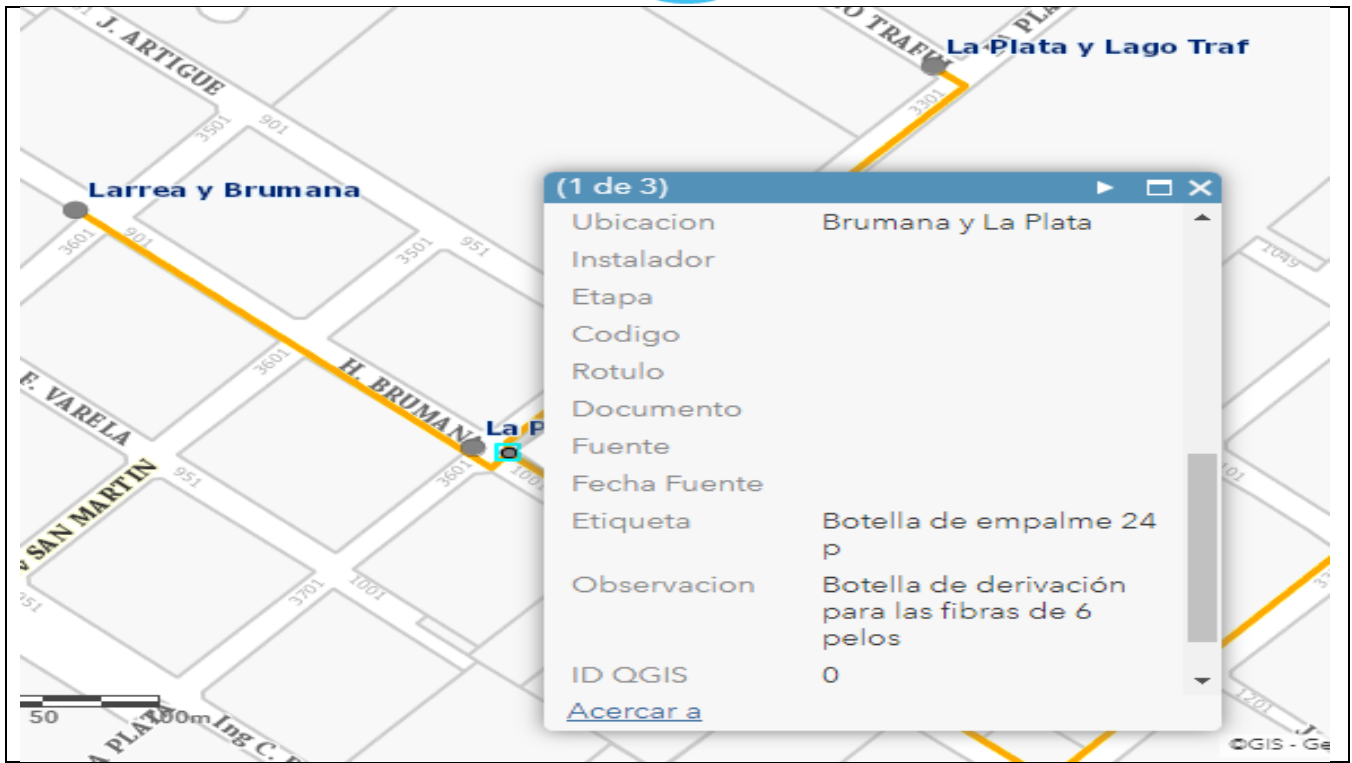 J. ARTIGUE
La Plata y Lago Traf
3301
3501
901
Larrea y Brumana
3601
901
3501
951
1049
3601
H. BRUMANA
F. VARELA
La P
951
3601
SAN MARTIN
3701
1001
50
100m
Ing C.
1201
(1 de 3)
Ubicacion Brumana y La Plata
Instalador
Etapa
Codigo
Rotulo
Documento
Fuente
Fecha Fuente
Etiqueta Botella de empalme 24
p
Observacion Botella de derivación
para las fibras de 6
pelos
ID QGIS 0
Acercar a
©GIS - Ge